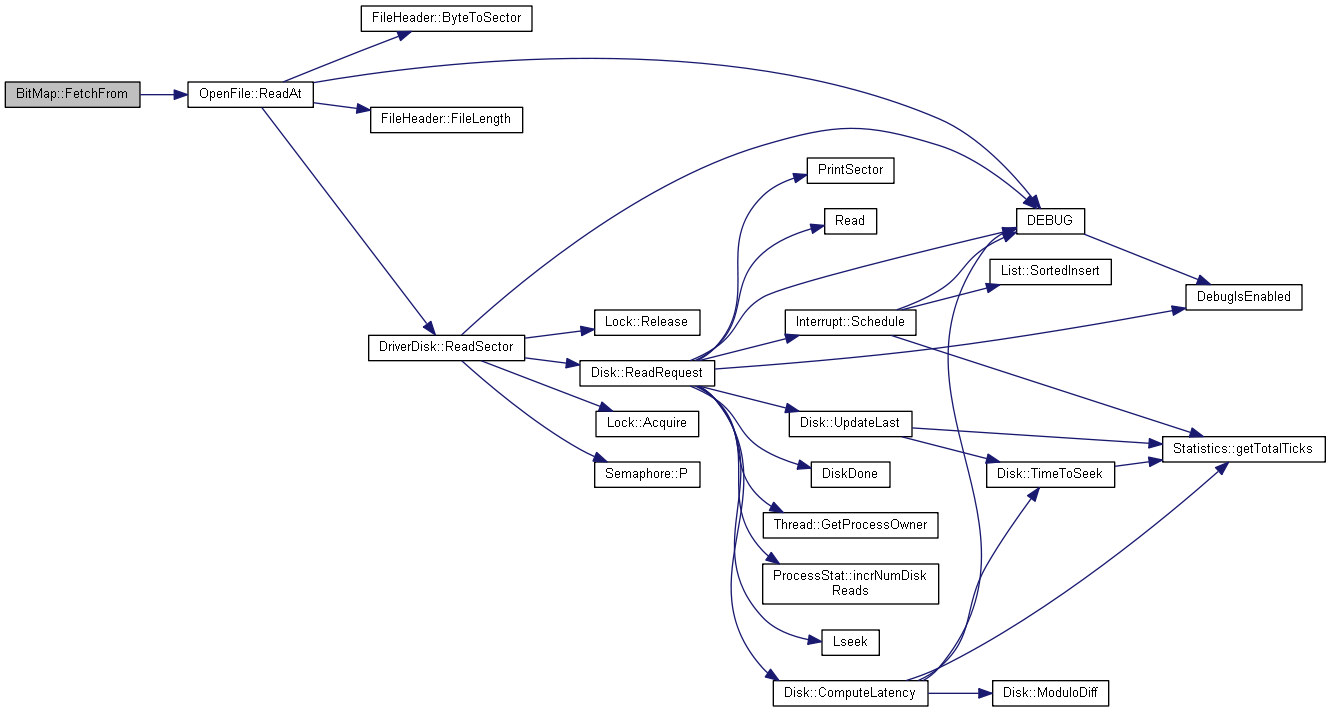 FileHeader::ByteToSector
BitMap::FetchFrom
OpenFile::ReadAt
FileHeader::FileLength
PrintSector
Read
DEBUG
List::SortedInsert
DebugIsEnabled
Lock::Release
Interrupt::Schedule
DriverDisk::ReadSector
Disk::ReadRequest
Lock::Acquire
Disk::UpdateLast
Statistics::getTotalTicks
Semaphore::P
DiskDone
Disk::TimeToSeek
Thread::GetProcessOwner
ProcessStat::incrNumDisk
Reads
Lseek
Disk::ComputeLatency
Disk::ModuloDiff